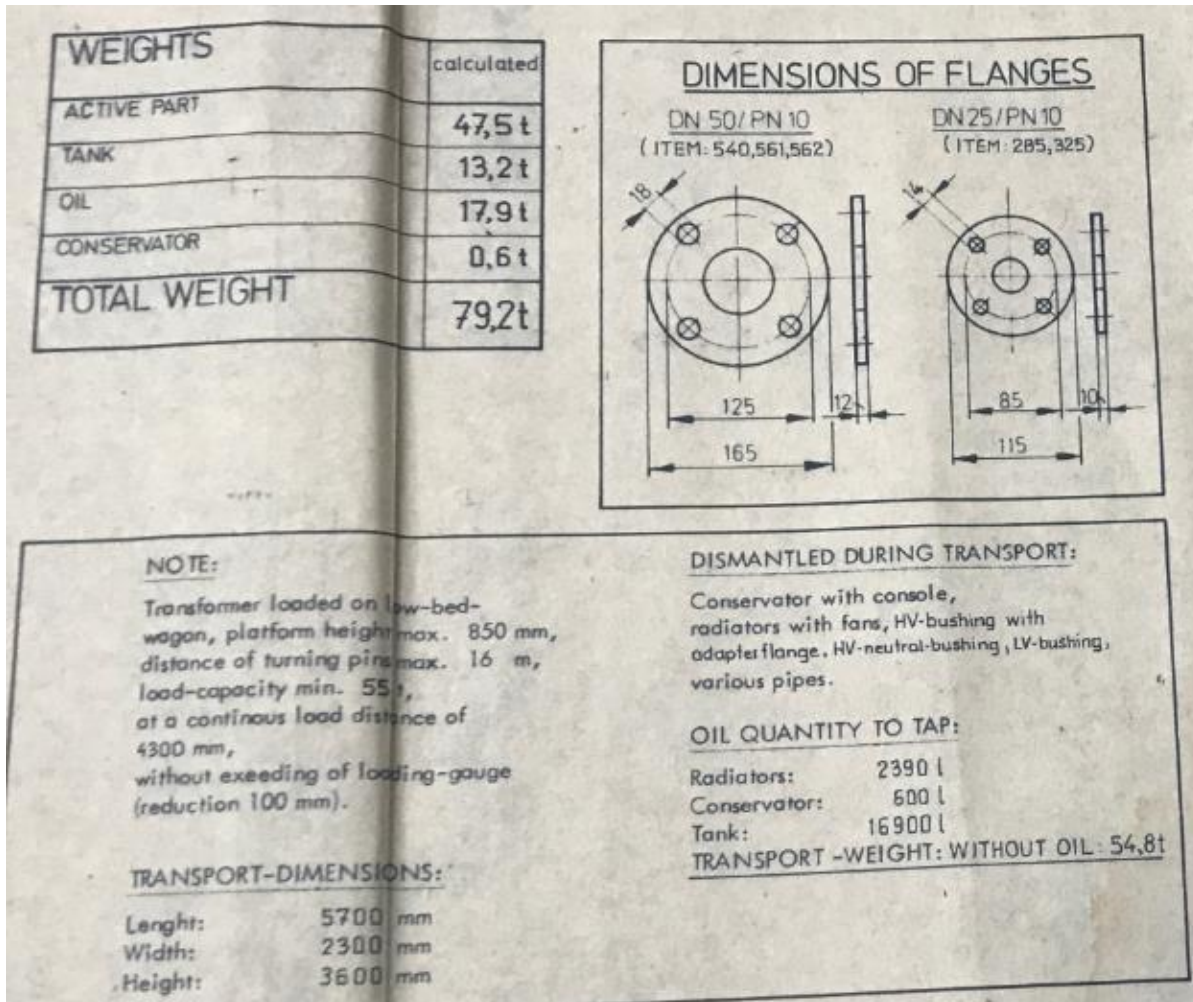 WEIGHTS calculated
ACTIVE PART 47,5 t
TANK 13,2 t
OIL 17,9 t
CONSERVATOR 0,6 t
TOTAL WEIGHT 79,2t
DIMENSIONS OF FLANGES
DN 50/ PN 10
( ITEM: 540,561,562)
18
125
12
165
DN 25/PN 10
( ITEM: 285,325)
14
85
10
115
NOTE:
Transformer loaded on low-bed-
wagon, platform height max. 850 mm,
distance of turning pins max. 16 m,
load-capacity min. 55 t,
at a continous load distance of
4300 mm,
without exeeding of loading-gauge
(reduction 100 mm).
TRANSPORT-DIMENSIONS:
Lenght: 5700 mm
Width: 2300 mm
Height: 3600 mm
DISMANTLED DURING TRANSPORT:
Conservator with console,
radiators with fans, HV-bushing with
adapterflange, HV-neutral-bushing, LV-bushing,
various pipes.
OIL QUANTITY TO TAP:
Radiators: 2390 l
Conservator: 600 l
Tank: 16900 l
TRANSPORT-WEIGHT: WITHOUT OIL: 54,8t